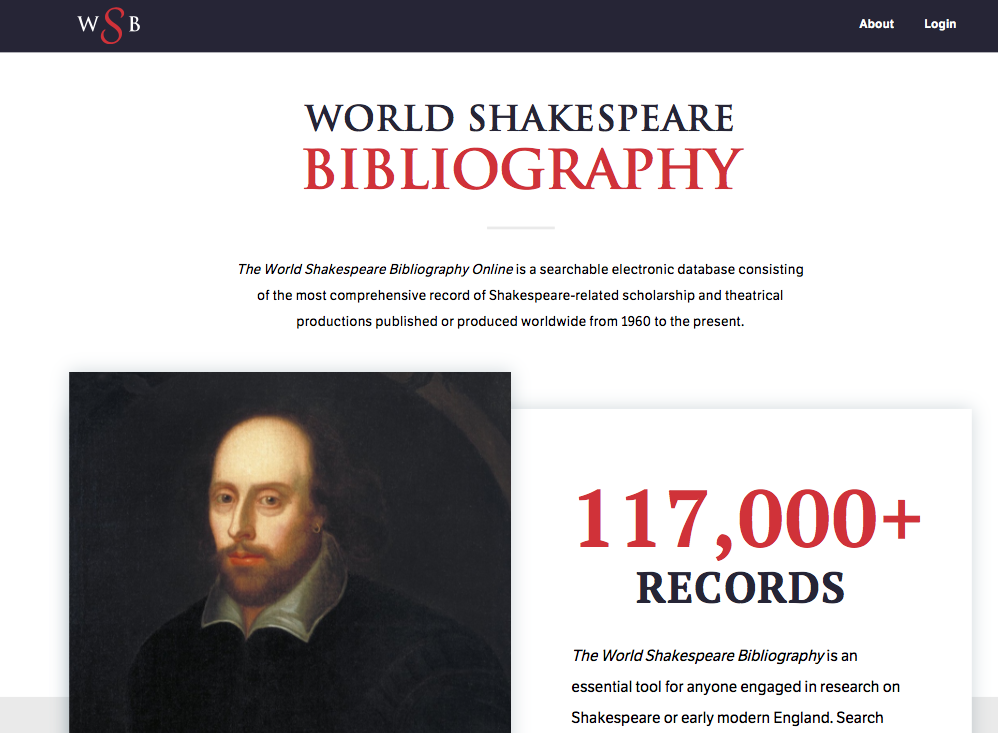 W S B
About Login
WORLD SHAKESPEARE
BIBLIOGRAPHY
The World Shakespeare Bibliography Online is a searchable electronic database consisting
of the most comprehensive record of Shakespeare-related scholarship and theatrical
productions published or produced worldwide from 1960 to the present.
117,000+
RECORDS
The World Shakespeare Bibliography is an
essential tool for anyone engaged in research on
Shakespeare or early modern England. Search